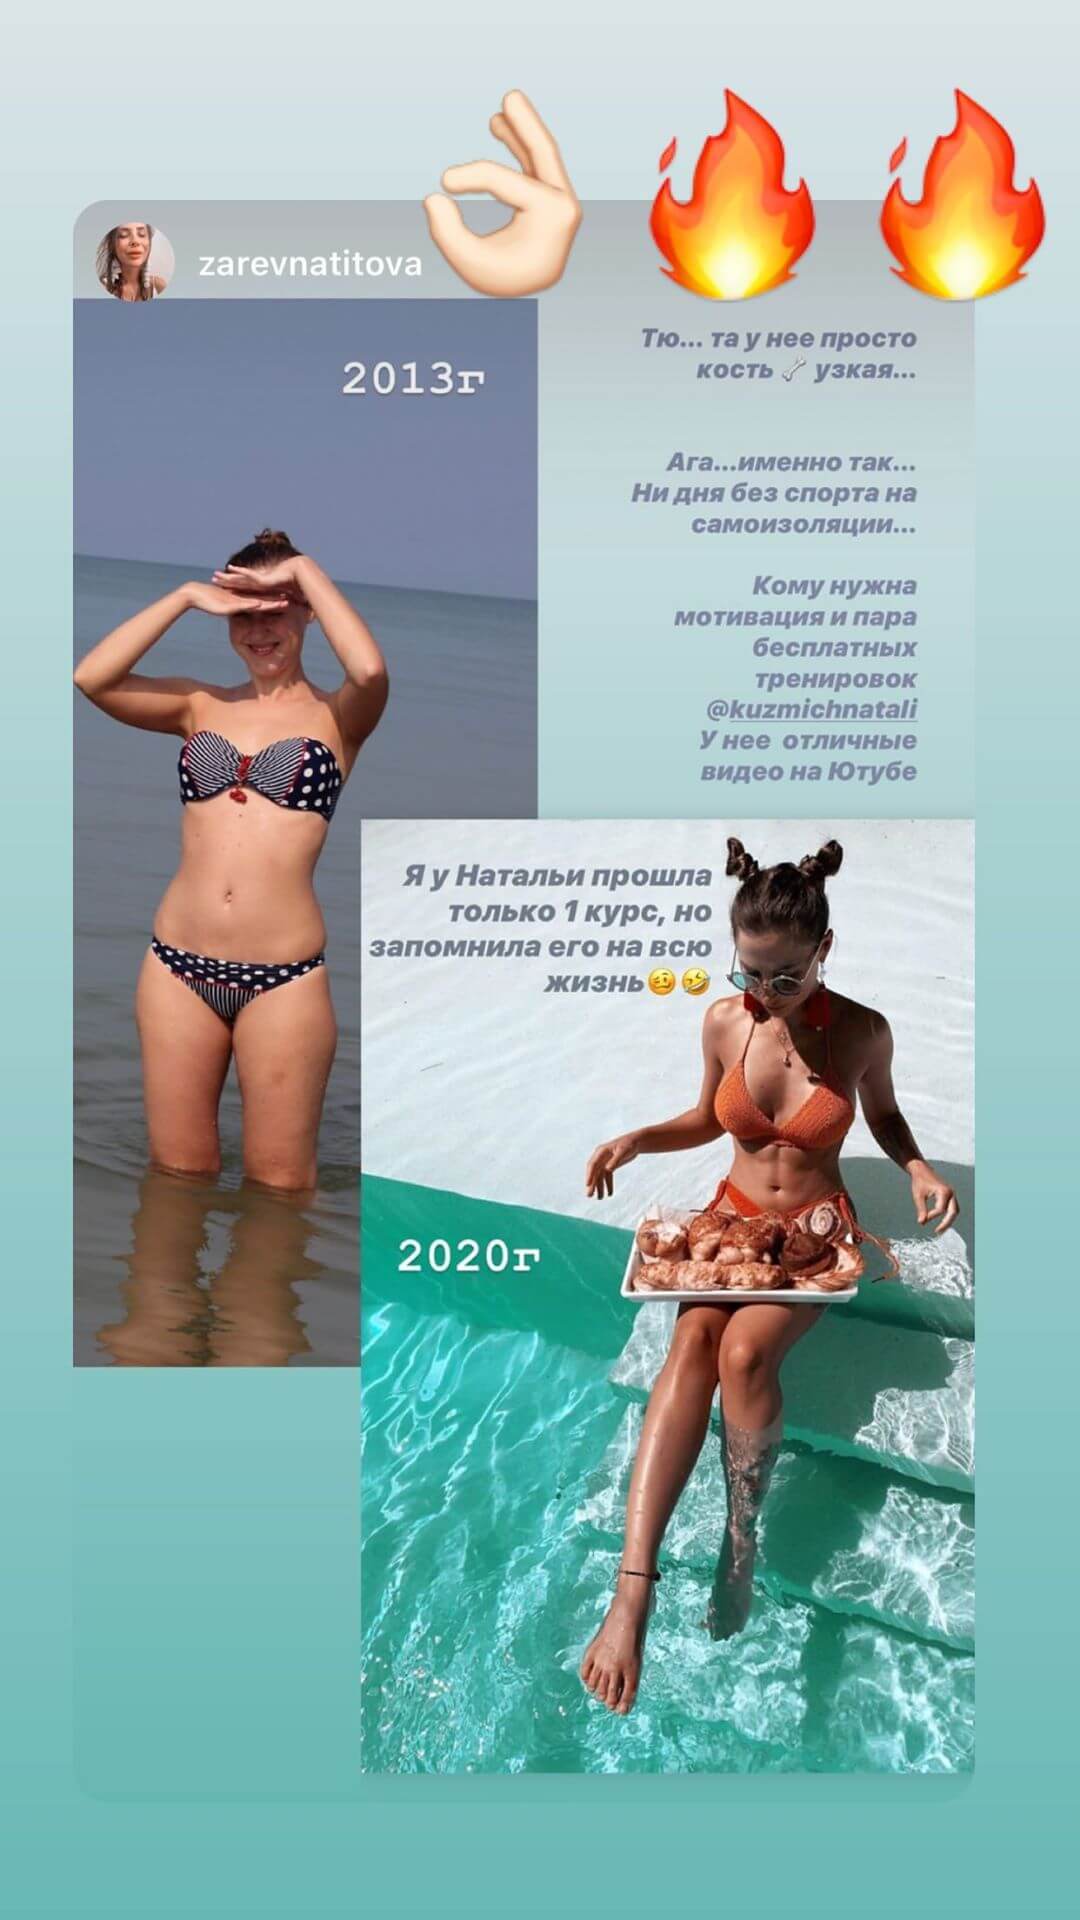 zarevnatitova
2013г
Тю... та у нее просто
кость узкая...
Ага...именно так...
Ни дня без спорта на
самоизоляции...
Кому нужна
мотивация и пара
бесплатных
тренировок
@kuzmichnatali
У нее отличные
видео на Ютубе
Я у Натальи прошла
только 1 курс, но
запомнила его на всю
жизнь
2020г